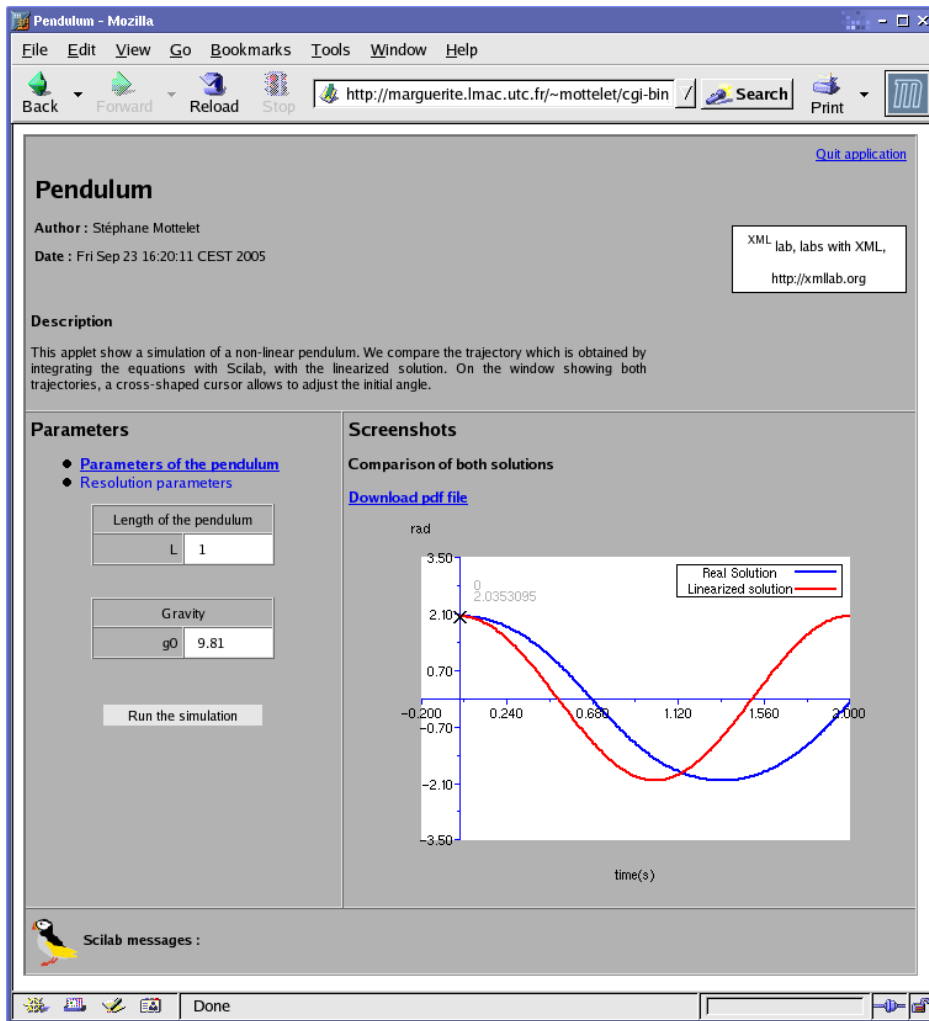 Pendulum - Mozilla
File Edit View Go Bookmarks Tools Window Help
Back Forward Reload Stop http://marguerite.lmac.utc.fr/~mottelet/cgi-bin / Search Print
Quit application
Pendulum
Author : Stéphane Mottelet
Date : Fri Sep 23 16:20:11 CEST 2005
XML lab, labs with XML,
http://xmllab.org
Description
This applet show a simulation of a non-linear pendulum. We compare the trajectory which is obtained by
integrating the equations with Scilab, with the linearized solution. On the window showing both
trajectories, a cross-shaped cursor allows to adjust the initial angle.
Parameters
Parameters of the pendulum
Resolution parameters
Length of the pendulum
L 1
Gravity
g0 9.81
Run the simulation
Screenshots
Comparison of both solutions
Download pdf file
rad
3.50
Real Solution
Linearized solution
0
2.0353095
2.10
0.70
-0.200 0.240 0.680 1.120 1.560 2.000
-0.70
-2.10
-3.50
time(s)
Scilab messages :
Done